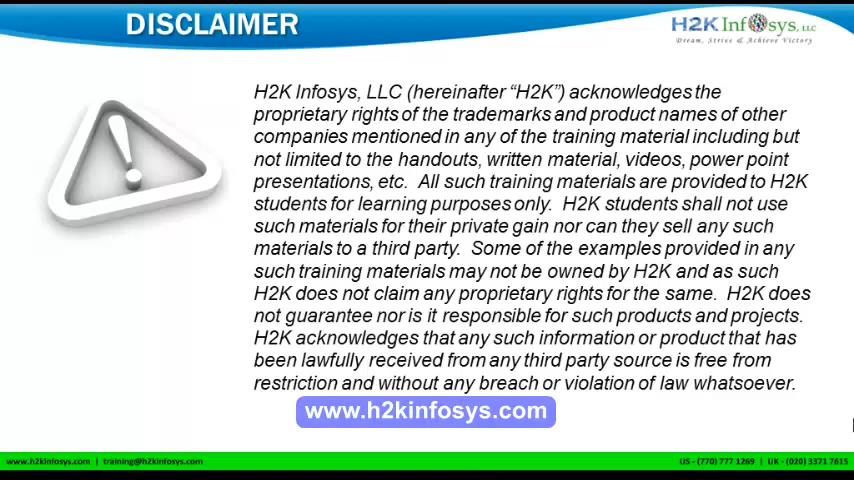 DISCLAIMER
H2K Infosys, LLC
Dream, Strive & Achieve Victory
H2K Infosys, LLC (hereinafter “H2K”) acknowledges the
proprietary rights of the trademarks and product names of other
companies mentioned in any of the training material including but
not limited to the handouts, written material, videos, power point
presentations, etc. All such training materials are provided to H2K
students for learning purposes only. H2K students shall not use
such materials for their private gain nor can they sell any such
materials to a third party. Some of the examples provided in any
such training materials may not be owned by H2K and as such
H2K does not claim any proprietary rights for the same. H2K does
not guarantee nor is it responsible for such products and projects.
H2K acknowledges that any such information or product that has
been lawfully received from any third party source is free from
restriction and without any breach or violation of law whatsoever.
www.h2kinfosys.com
www.h2kinfosys.com | training@h2kinfosys.com
US - (770) 777 1269 | UK - (020) 3371 7615